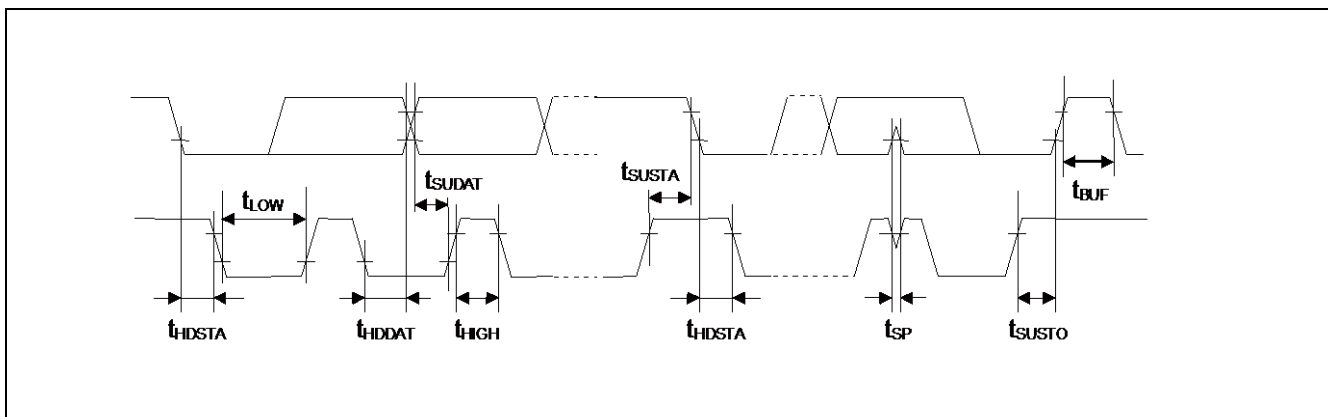 tSUDAT
tSUSTA
tBUF
tLOW
tHDSTA
tHDDAT
tHIGH
tHDSTA
tSP
tSUSTO